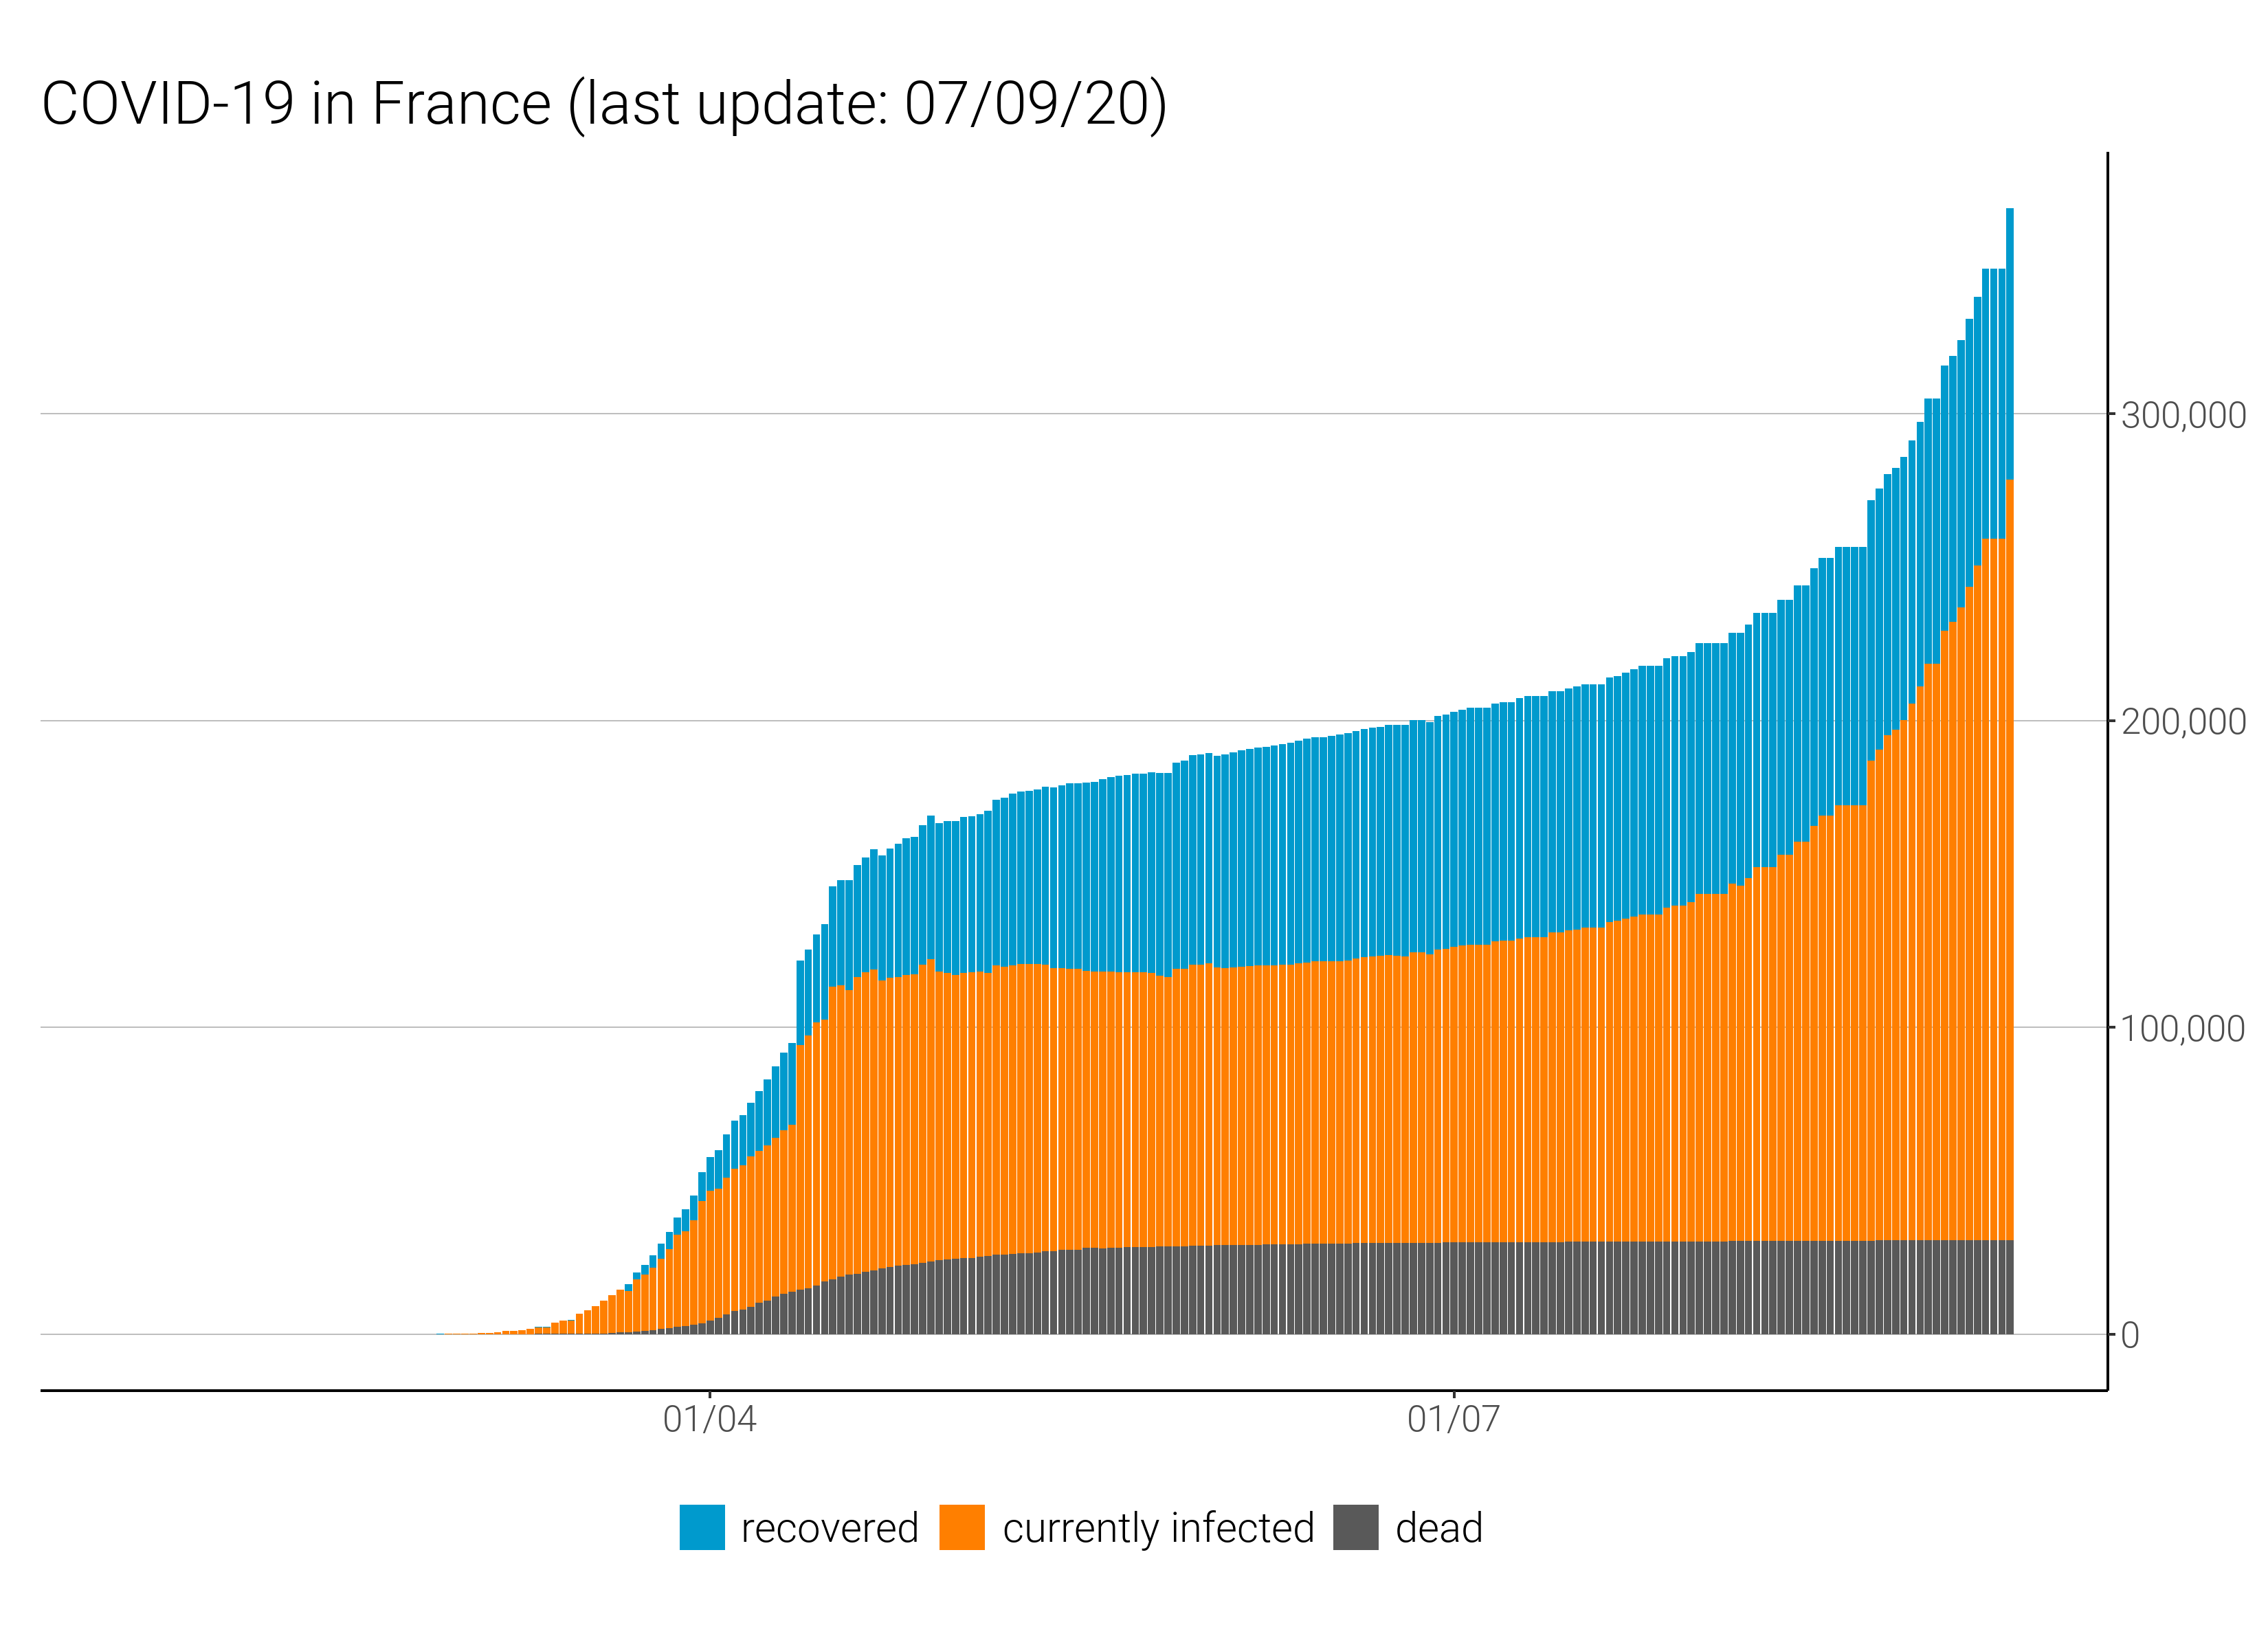 COVID-19 in France (last update: 07/09/20)
300,000
200,000
100,000
0
01/04 01/07
recovered currently infected dead